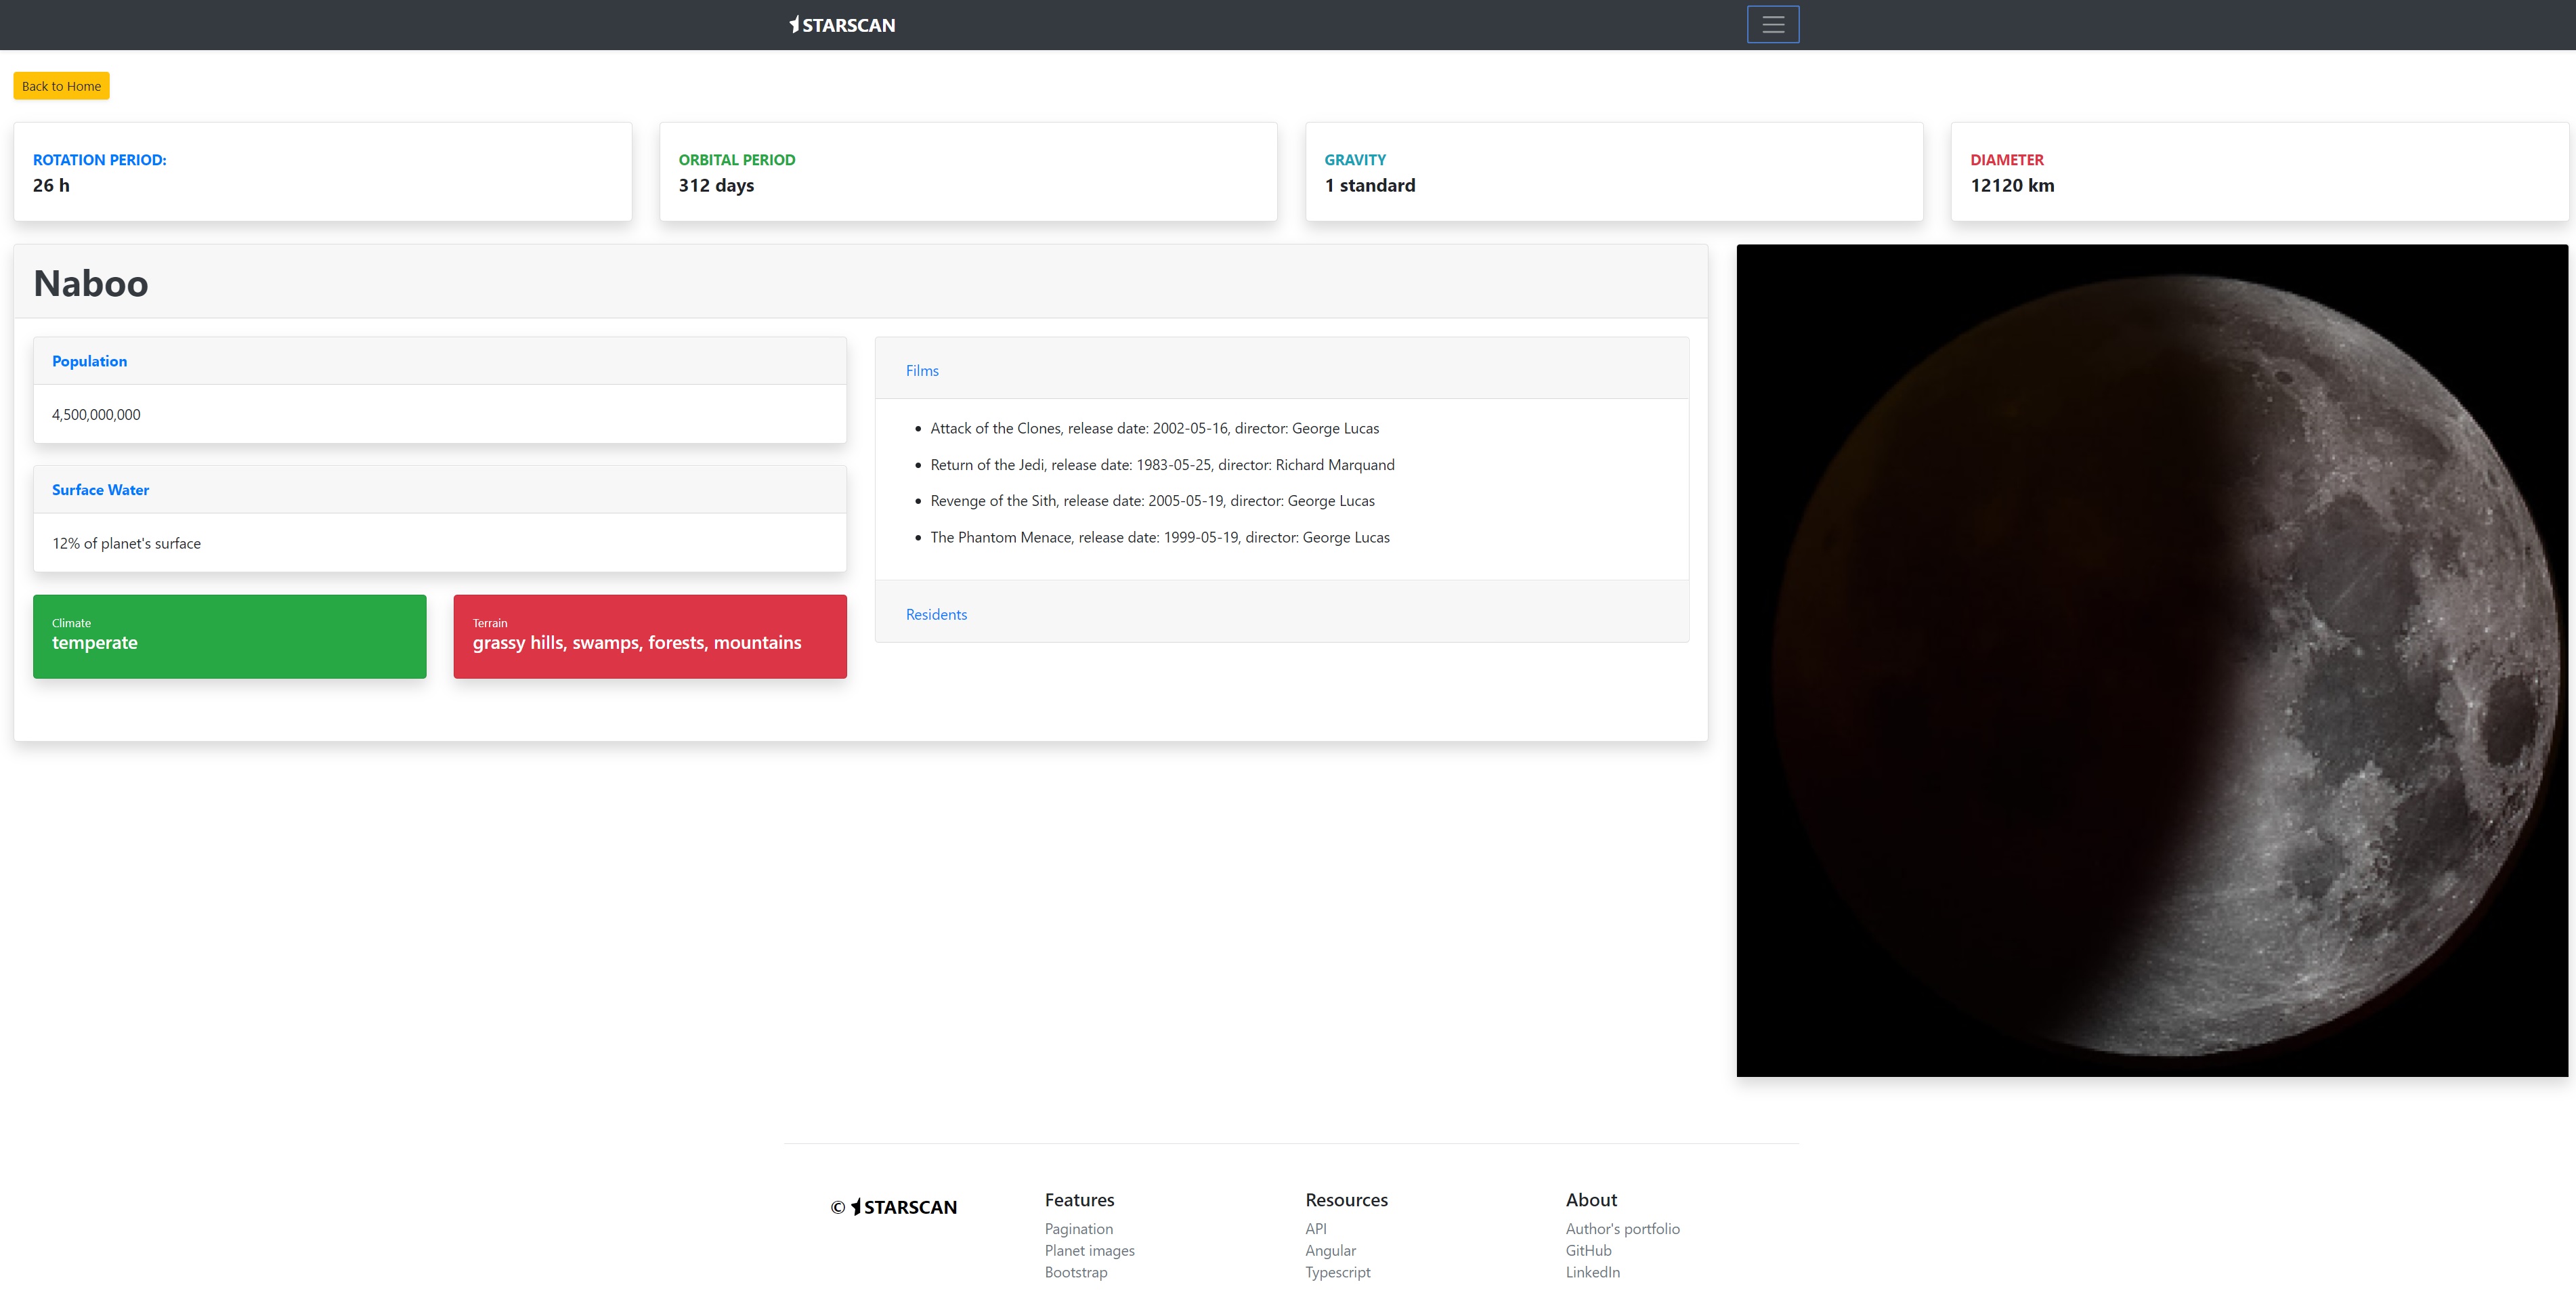 STARSCAN
Back to Home
ROTATION PERIOD:
26 h
ORBITAL PERIOD
312 days
GRAVITY
1 standard
DIAMETER
12120 km
Naboo
Population
4,500,000,000
Surface Water
12% of planet's surface
Climate
temperate
Terrain
grassy hills, swamps, forests, mountains
Films
• Attack of the Clones, release date: 2002-05-16, director: George Lucas
• Return of the Jedi, release date: 1983-05-25, director: Richard Marquand
• Revenge of the Sith, release date: 2005-05-19, director: George Lucas
• The Phantom Menace, release date: 1999-05-19, director: George Lucas
Residents
© STARSCAN
Features
Pagination
Planet images
Bootstrap
Resources
API
Angular
Typescript
About
Author's portfolio
GitHub
LinkedIn